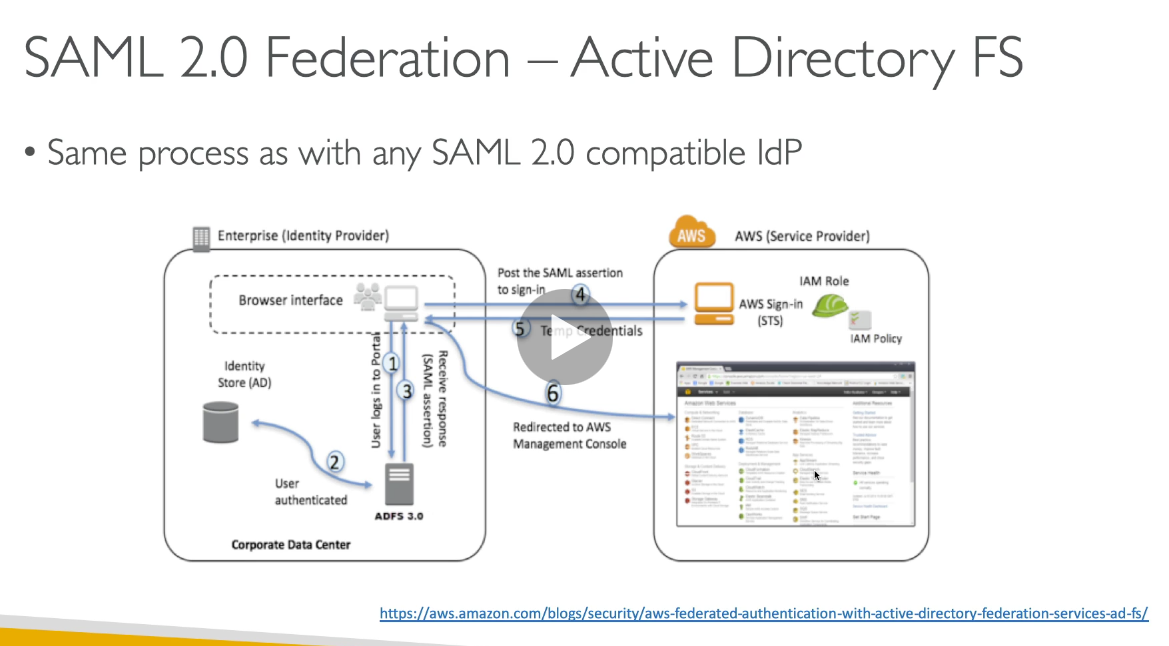 SAML 2.0 Federation – Active Directory FS
• Same process as with any SAML 2.0 compatible IdP
Enterprise (Identity Provider)
AWS
AWS (Service Provider)
Browser interface
Post the SAML assertion
to sign-in
4
5
Temp Credentials
IAM Role
AWS Sign-in
(STS)
IAM Policy
Identity
Store (AD)
User logs in to Portal
1
3
Receives response
(SAML assertion)
6
Redirected to AWS
Management Console
2
User
authenticated
ADFS 3.0
Corporate Data Center
Amazon Web Services
https://aws.amazon.com/blogs/security/aws-federated-authentication-with-active-directory-federation-services-ad-fs/